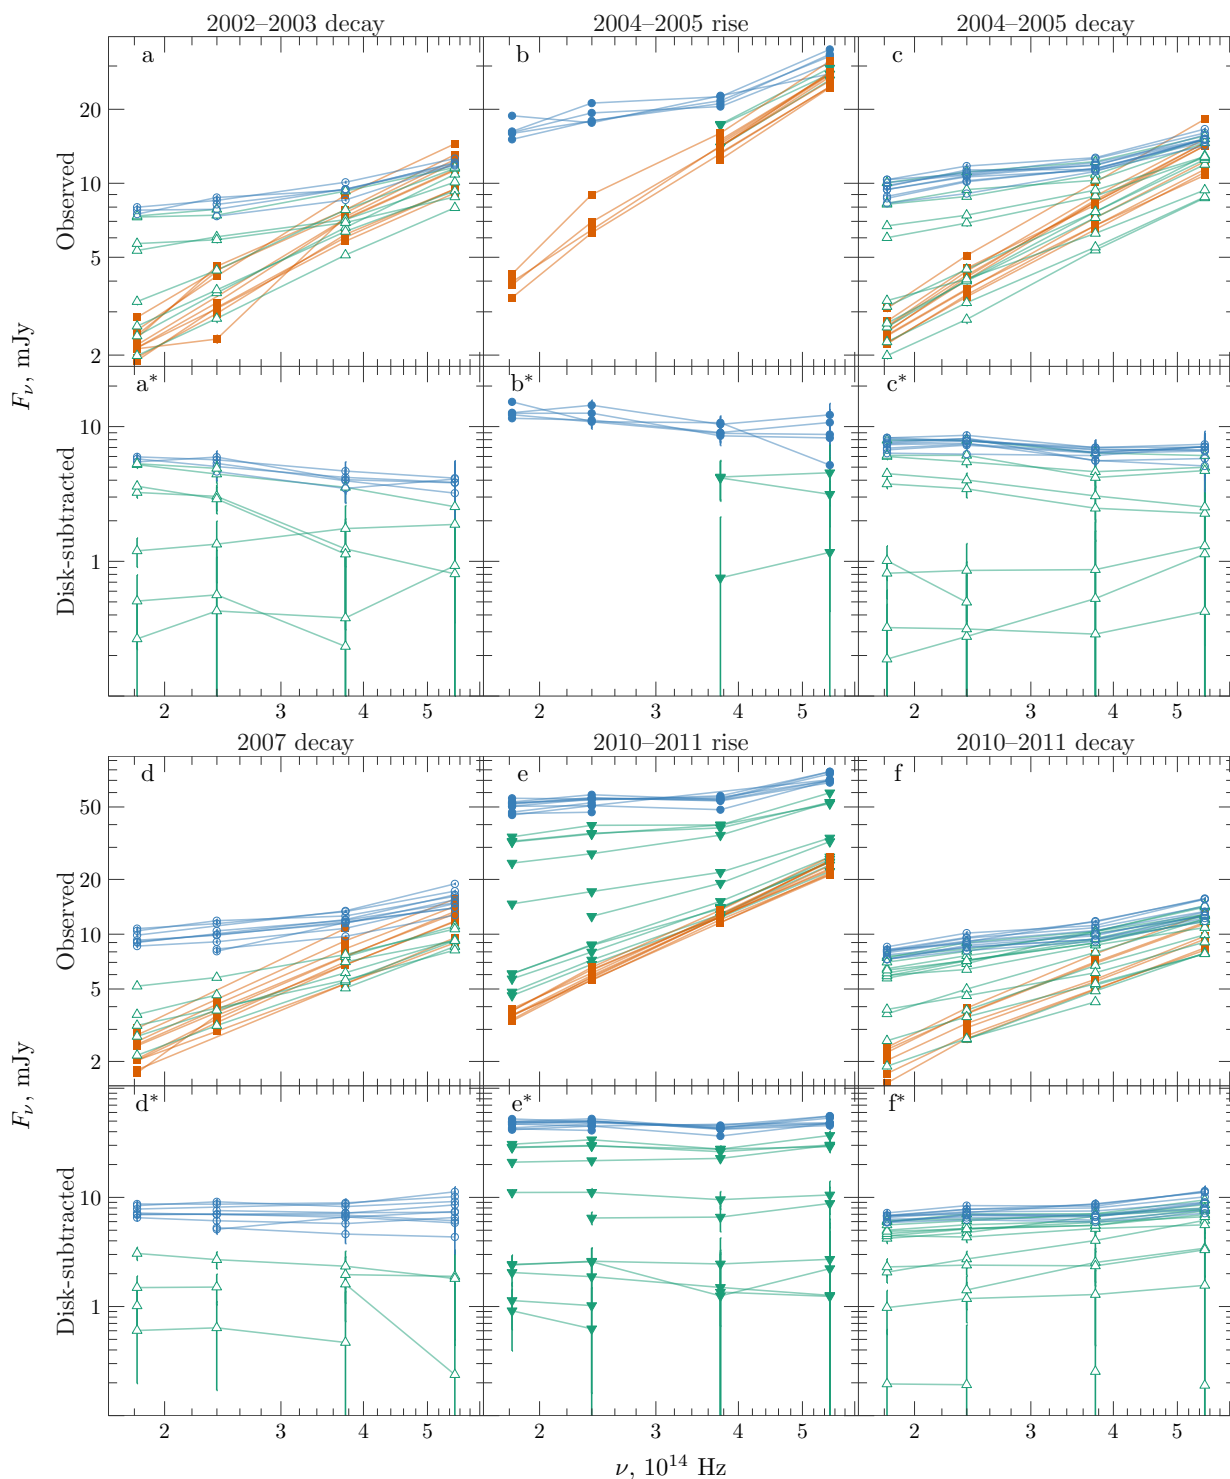 2002–2003 decay
2004–2005 rise
2004–2005 decay
a
b
c
20
10
5
2
Observed
a*
b*
c*
10
1
Disk-subtracted
F_ν, mJy
2 3 4 5
2 3 4 5
2 3 4 5
2007 decay
2010–2011 rise
2010–2011 decay
d
e
f
50
20
10
5
2
Observed
d*
e*
f*
10
1
Disk-subtracted
F_ν, mJy
2 3 4 5
2 3 4 5
2 3 4 5
ν, 10¹⁴ Hz